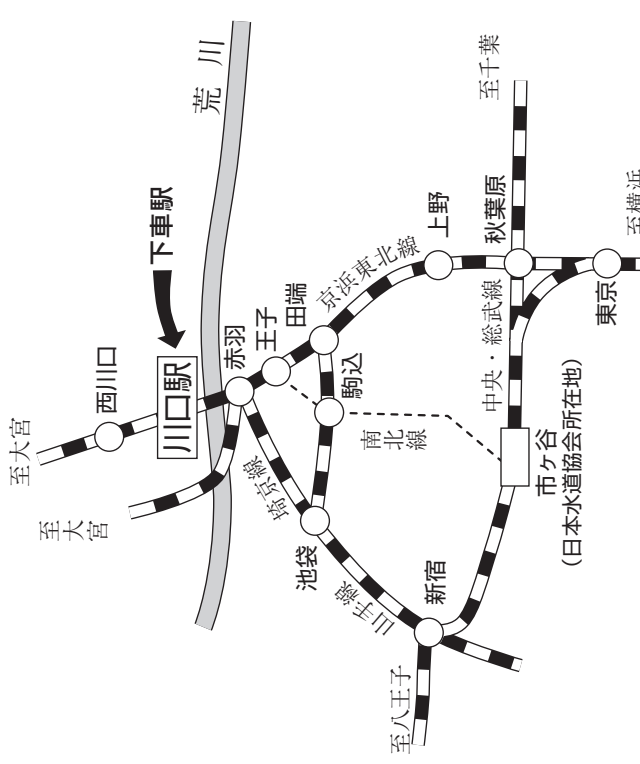 荒川
至千葉
下車駅
上野
秋葉原
至横浜
京浜東北線
田端
王子
赤羽
中央・総武線
東京
西川口
川口駅
駒込
至大宮
南北線
市ヶ谷
(日本水道協会所在地)
埼京線
至大宮
池袋
新宿
山手線
至八王子